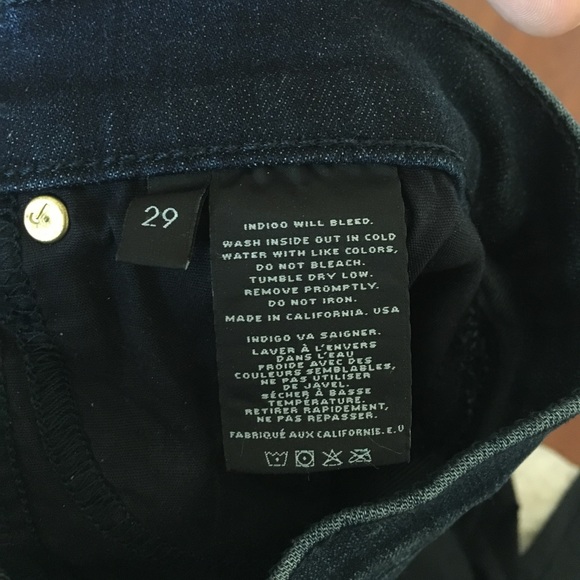 29
INDIGO WILL BLEED.
WASH INSIDE OUT IN COLD
WATER WITH LIKE COLORS,
DO NOT BLEACH.
TUMBLE DRY LOW.
REMOVE PROMPTLY.
DO NOT IRON.
MADE IN CALIFORNIA. USA
INDIGO VA SAIGNER.
LAVER À L'ENVERS
DANS L'EAU
FROIDE AVEC DES
COULEURS SEMBLABLES,
NE PAS UTILISER
DE JAVEL.
SÉCHER À BASSE
TEMPÉRATURE.
RETIRER RAPIDEMENT,
NE PAS REPASSER.
FABRIQUÉ AUX CALIFORNIE.E.U